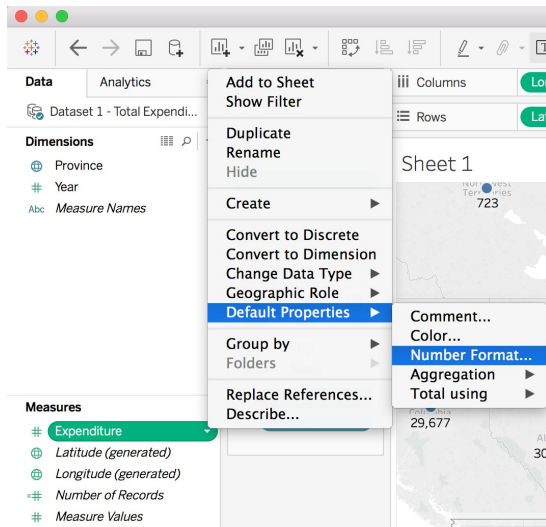 Data
Analytics
Dataset 1 - Total Expendi...
Dimensions
Province
Year
Abc Measure Names
Measures
Expenditure
Latitude (generated)
Longitude (generated)
Number of Records
Measure Values
Add to Sheet
Show Filter
Duplicate
Rename
Hide
Create
Convert to Discrete
Convert to Dimension
Change Data Type
Geographic Role
Default Properties
Group by
Folders
Replace References...
Describe...
Comment...
Color...
Number Format...
Aggregation
Total using
iii Columns
Rows
Sheet 1
723
29,677